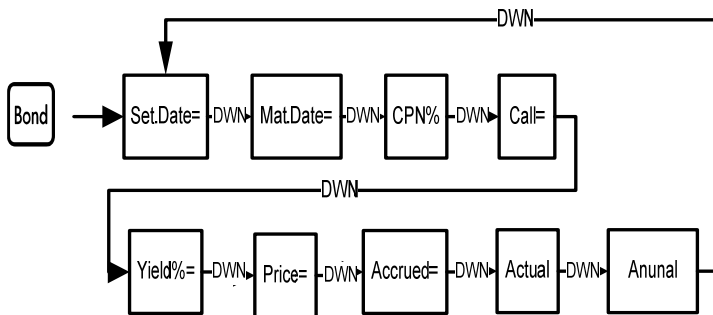 DWN
Bond
Set.Date= DWN Mat.Date= DWN CPN% DWN Call=
DWN
Yield%= DWN Price= DWN Accrued= DWN Actual DWN Anunal